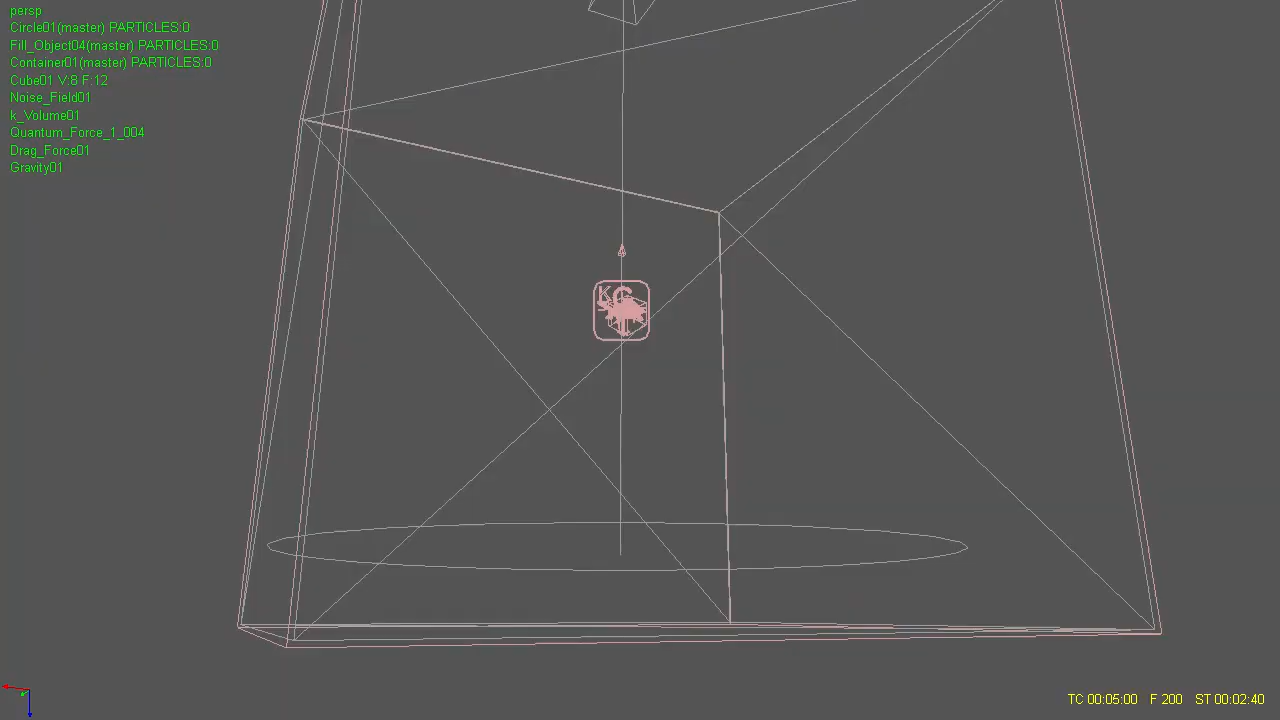 persp
Circle01(master) PARTICLES:0
Fill_Object04(master) PARTICLES:0
Container01(master) PARTICLES:0
Cube01 V:8 F:12
Noise_Field01
k_Volume01
Quantum_Force_1_004
Drag_Force01
Gravity01
K
TC 00:05:00 F 200 ST 00:02:40